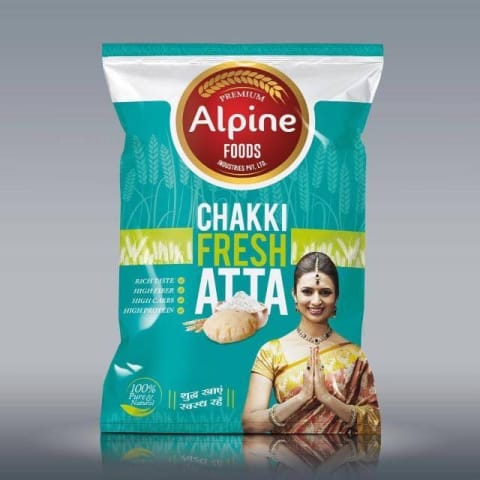 PREMIUM
Alpine
FOODS
INDUSTRIES PVT. LTD.
CHAKKI
FRESH
ATTA
RICH TASTE
HIGH FIBER
HIGH CARBS
HIGH PROTEIN
100%
Pure &
Natural
शुद्ध खाएं
स्वस्थ रहें